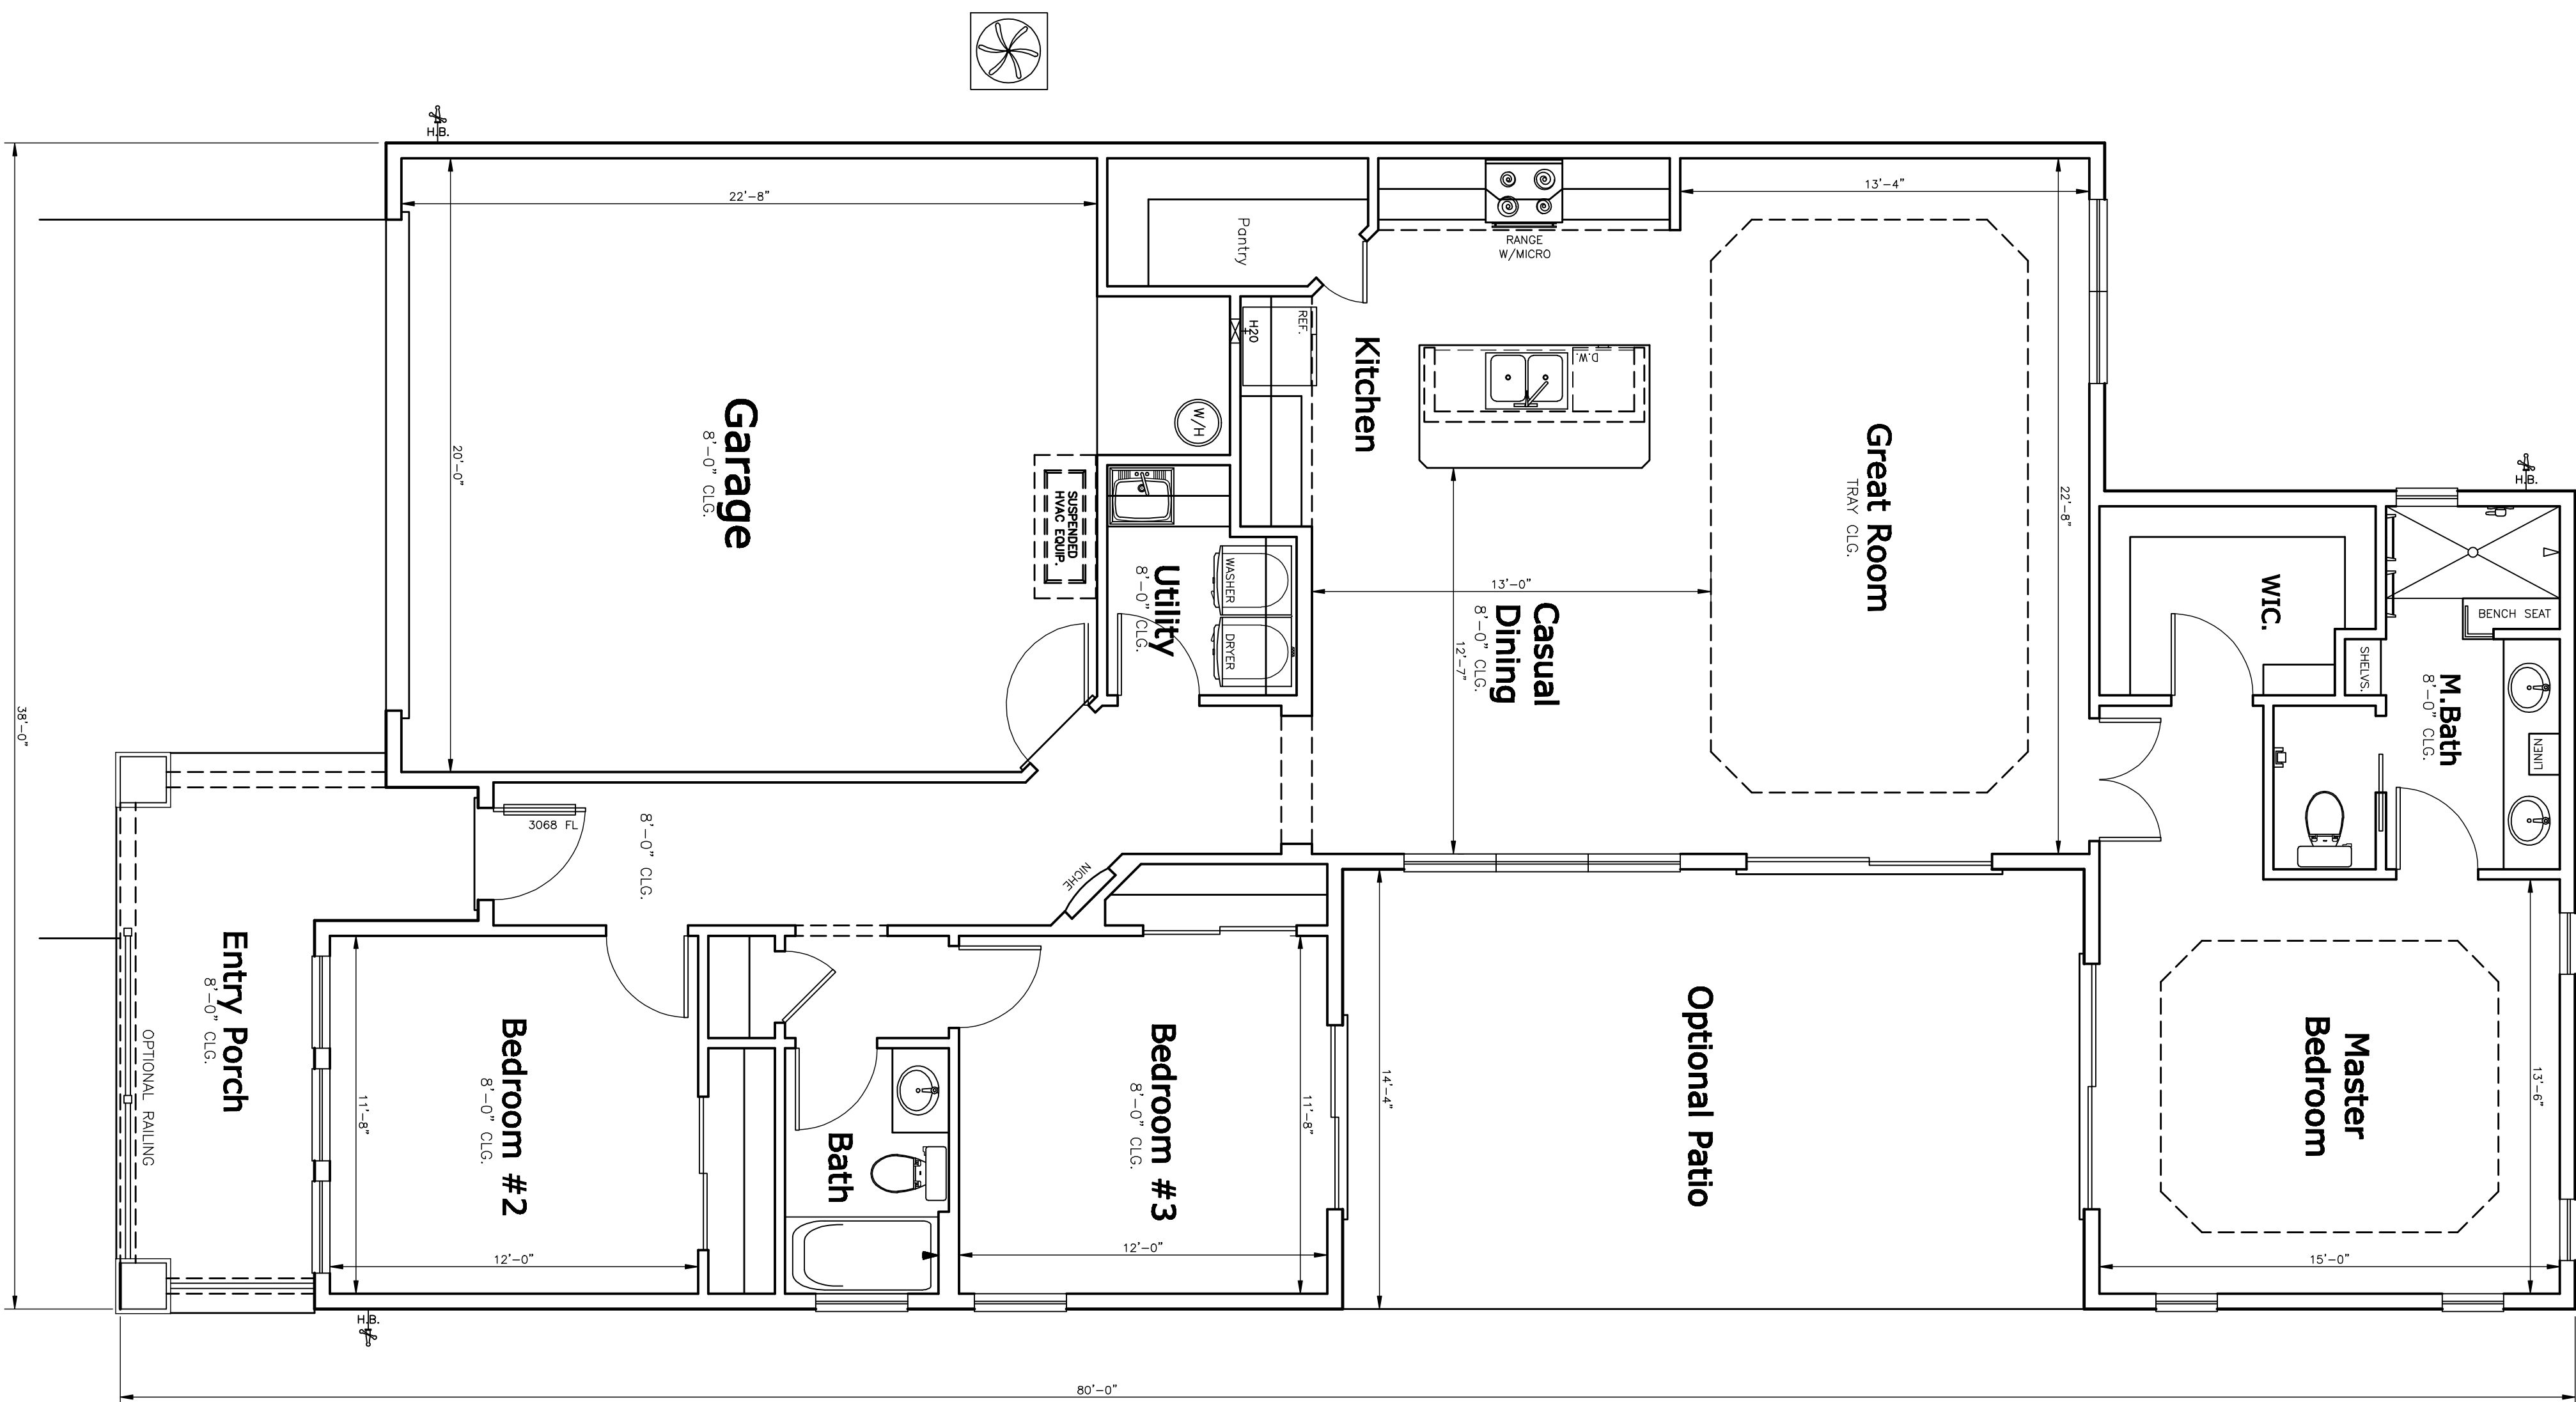 H.B.
22'-8"
20'-0"
Garage
8'-0" CLG.
Pantry
RANGE
W/MICRO
REF.
H20
W/H
SUSPENDED
HVAC EQUIP.
Kitchen
D.W.
13'-4"
Great Room
TRAY CLG.
22'-8"
Utility
8'-0" CLG.
WASHER
DRYER
13'-0"
Casual
Dining
8'-0" CLG.
12'-7"
H.B.
WIC.
BENCH SEAT
SHELVS.
M.Bath
8'-0" CLG.
LINEN
38'-0"
3068 FL
8'-0" CLG.
NICHE
Entry Porch
8'-0" CLG.
OPTIONAL RAILING
11'-8"
Bedroom #2
8'-0" CLG.
12'-0"
Bath
Bedroom #3
8'-0" CLG.
11'-8"
12'-0"
14'-4"
Optional Patio
Master
Bedroom
13'-6"
15'-0"
H.B.
80'-0"